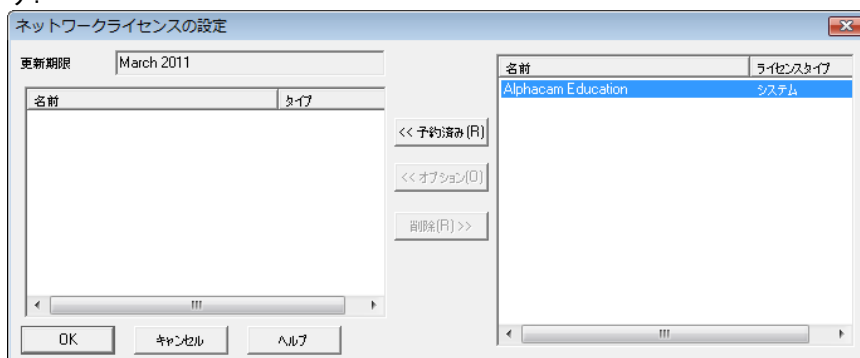 す。
ネットワークライセンスの設定
更新期限 March 2011
名前 タイプ
<< 予約済み(R)
<< オプション(O)
削除(R) >>
OK キャンセル ヘルプ
名前 ライセンスタイプ
Alphacam Education システム